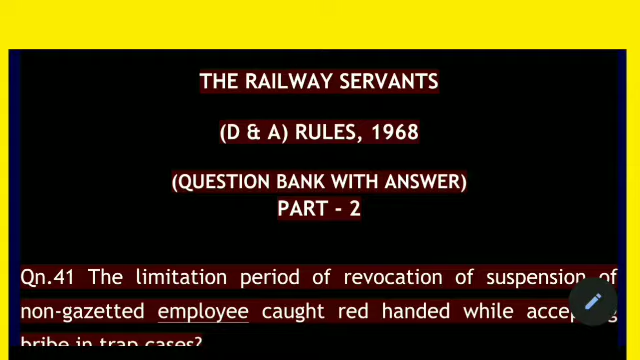 THE RAILWAY SERVANTS
(D & A) RULES, 1968
(QUESTION BANK WITH ANSWER)
PART - 2
Qn.41 The limitation period of revocation of suspension of
non-gazetted employee caught red handed while accepting
bribe in trap cases?